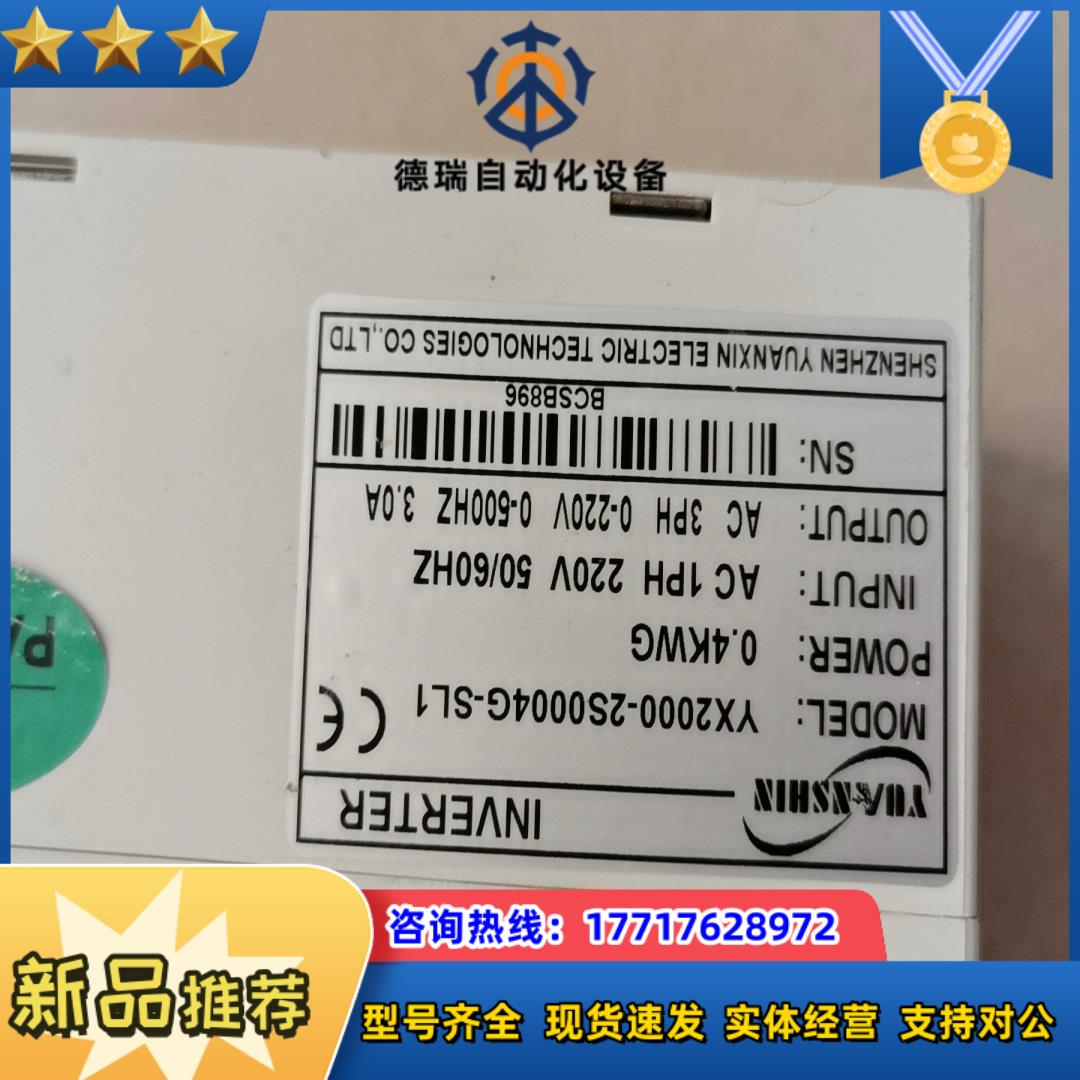 德瑞自动化设备
YUANSHIN
INVERTER
MODEL: YX2000-2S0004G-SL1
POWER: 0.4KWG
INPUT: AC 1PH 220V 50/60HZ
OUTPUT: AC 3PH 0-220V 0-500HZ 3.0A
SN:
BCSB896
SHENZHEN YUANXIN ELECTRIC TECHNOLOGIES CO.,LTD
CE
PA
咨询热线：17717628972
新品推荐
型号齐全 现货速发 实体经营 支持对公